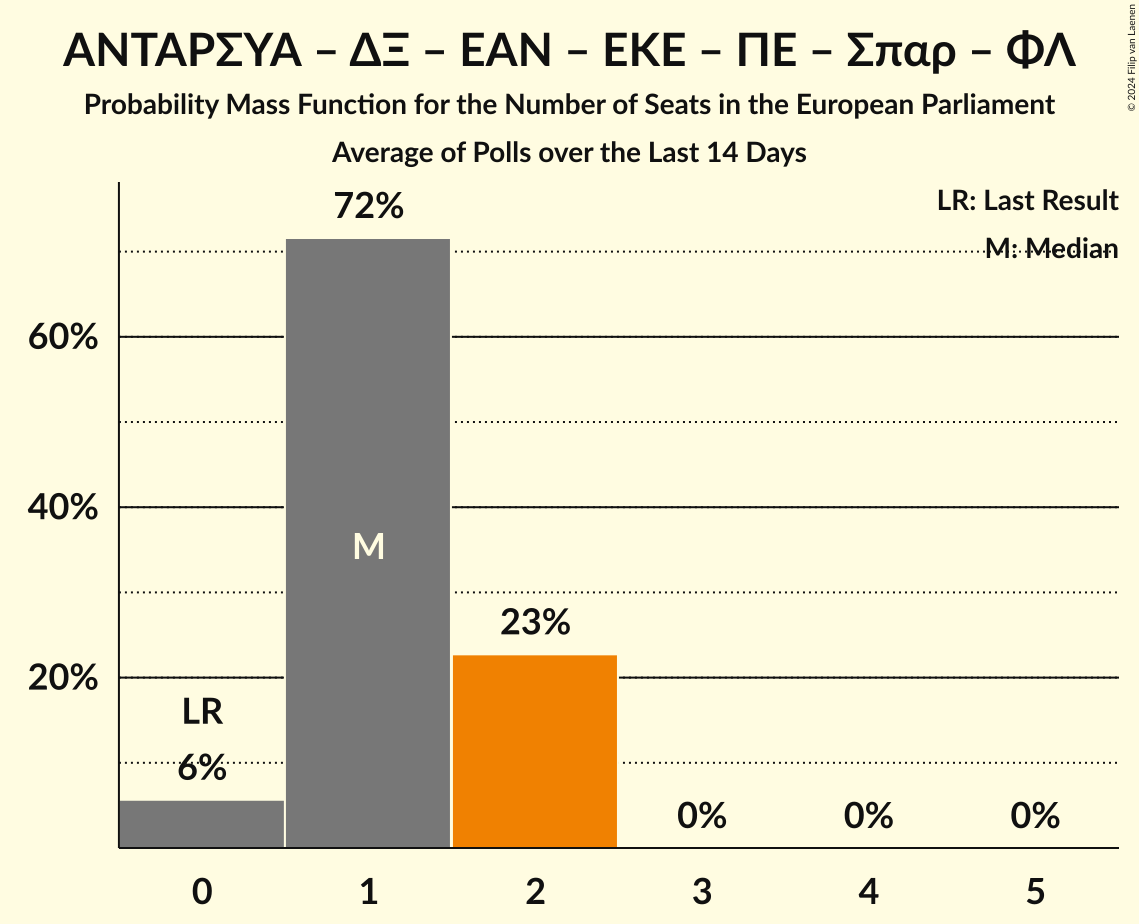 ΑΝΤΑΡΣΥΑ – ΔΞ – ΕΑΝ – ΕΚΕ – ΠΕ – Σπαρ – ΦΛ
Probability Mass Function for the Number of Seats in the European Parliament
Average of Polls over the Last 14 Days
© 2024 Filip van Laenen
LR: Last Result
M: Median
72%
60%
40%
M
23%
20%
LR
6%
0%
0%
0%
0
1
2
3
4
5